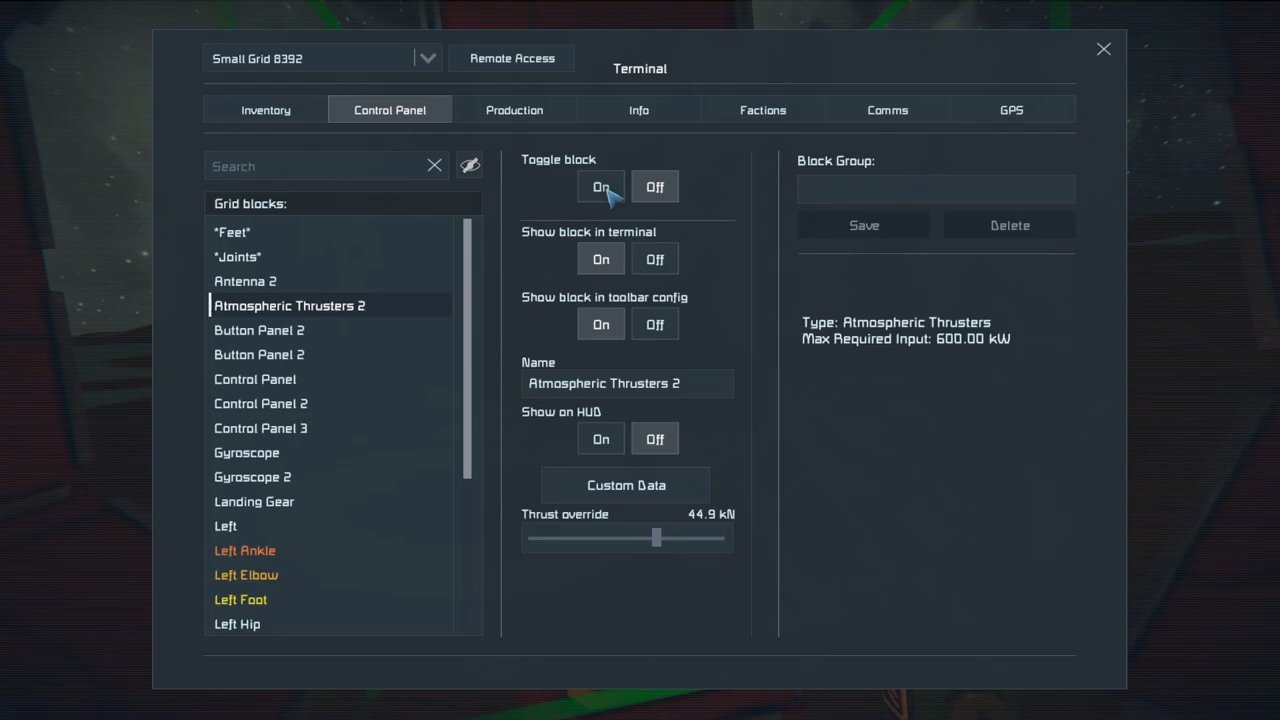 Small Grid 8392
Remote Access
Terminal
Inventory
Control Panel
Production
Info
Factions
Comms
GPS
Search
Grid blocks:
*Feet*
*Joints*
Antenna 2
Atmospheric Thrusters 2
Button Panel 2
Button Panel 2
Control Panel
Control Panel 2
Control Panel 3
Gyroscope
Gyroscope 2
Landing Gear
Left
Left Ankle
Left Elbow
Left Foot
Left Hip
Toggle block
On Off
Show block in terminal
On Off
Show block in toolbar config
On Off
Name
Atmospheric Thrusters 2
Show on HUD
On Off
Custom Data
Thrust override 44.9 kN
Block Group:
Save Delete
Type: Atmospheric Thrusters
Max Required Input: 600.00 kW